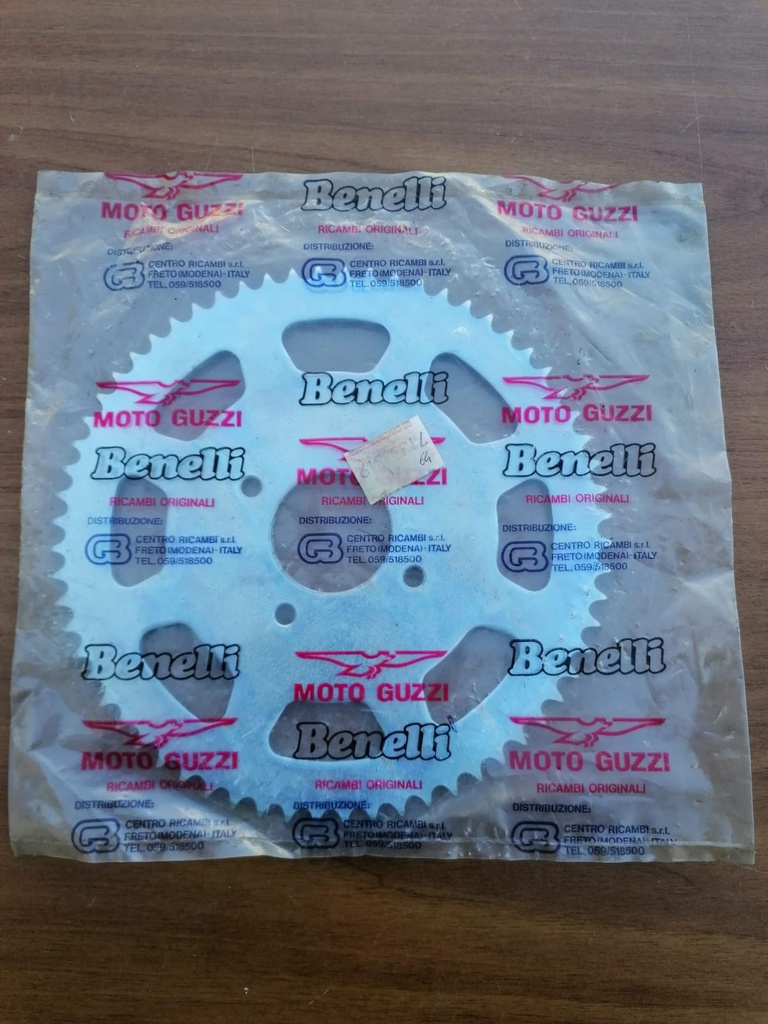 MOTO GUZZI
RICAMBI ORIGINALI
DISTRIBUZIONE:
CENTRO RICAMBI s.r.l.
FRETO (MODENA)-ITALY
TEL. 059/518500
Benelli
RICAMBI ORIGINALI
DISTRIBUZIONE:
CENTRO RICAMBI s.r.l.
FRETO (MODENA)-ITALY
TEL. 059/518500
MOTO GUZZI
RICAMBI ORIGINALI
DISTRIBUZIONE:
CENTRO RICAMBI s.r.l.
FRETO (MODENA)-ITALY
TEL. 059/518500
MOTO GUZZI
Benelli
RICAMBI ORIGINALI
DISTRIBUZIONE:
CENTRO RICAMBI s.r.l.
FRETO (MODENA)-ITALY
TEL. 059/518500
Benelli
MOTO GUZZI
RICAMBI ORIGINALI
DISTRIBUZIONE:
CENTRO RICAMBI s.r.l.
FRETO (MODENA)-ITALY
TEL. 059/518500
MOTO GUZZI
Benelli
RICAMBI ORIGINALI
DISTRIBUZIONE:
CENTRO RICAMBI s.r.l.
FRETO (MODENA)-ITALY
TEL. 059/518500
Benelli
MOTO GUZZI
RICAMBI ORIGINALI
DISTRIBUZIONE:
CENTRO RICAMBI s.r.l.
FRETO (MODENA)-ITALY
TEL. 059/518500
MOTO GUZZI
Benelli
RICAMBI ORIGINALI
DISTRIBUZIONE:
CENTRO RICAMBI s.r.l.
FRETO (MODENA)-ITALY
TEL. 059/518500
Benelli
MOTO GUZZI
RICAMBI ORIGINALI
DISTRIBUZIONE:
CENTRO RICAMBI s.r.l.
FRETO (MODENA)-ITALY
TEL. 059/518500